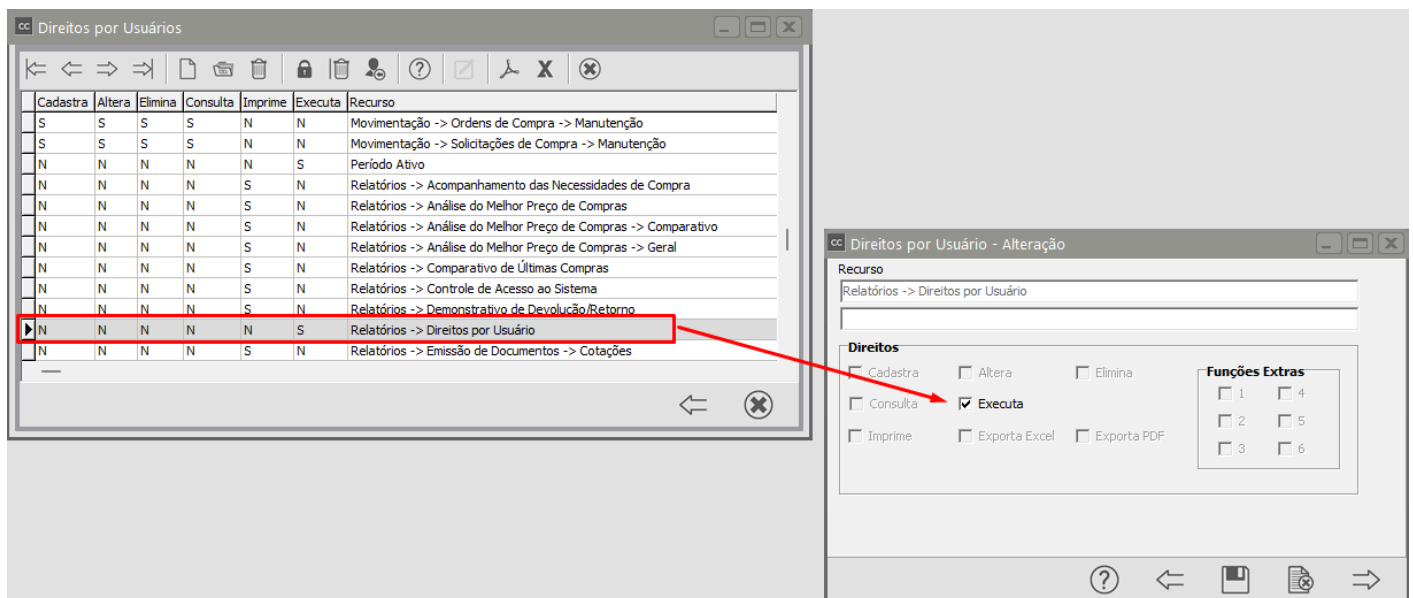 cc Direitos por Usuários
Cadastra Altera Elimina Consulta Imprime Executa Recurso
S S S S N N Movimentação -> Ordens de Compra -> Manutenção
S S S S N N Movimentação -> Solicitações de Compra -> Manutenção
N N N N N S Período Ativo
N N N N S N Relatórios -> Acompanhamento das Necessidades de Compra
N N N N S N Relatórios -> Análise do Melhor Preço de Compras
N N N N S N Relatórios -> Análise do Melhor Preço de Compras -> Comparativo
N N N N S N Relatórios -> Análise do Melhor Preço de Compras -> Geral
N N N N S N Relatórios -> Comparativo de Últimas Compras
N N N N S N Relatórios -> Controle de Acesso ao Sistema
N N N N S N Relatórios -> Demonstrativo de Devolução/Retorno
N N N N N S Relatórios -> Direitos por Usuário
N N N N S N Relatórios -> Emissão de Documentos -> Cotações
cc Direitos por Usuário - Alteração
Recurso
Relatórios -> Direitos por Usuário
Direitos
Cadastra Altera Elimina
Consulta Executa
Imprime Exporta Excel Exporta PDF
Funções Extras
1 4
2 5
3 6